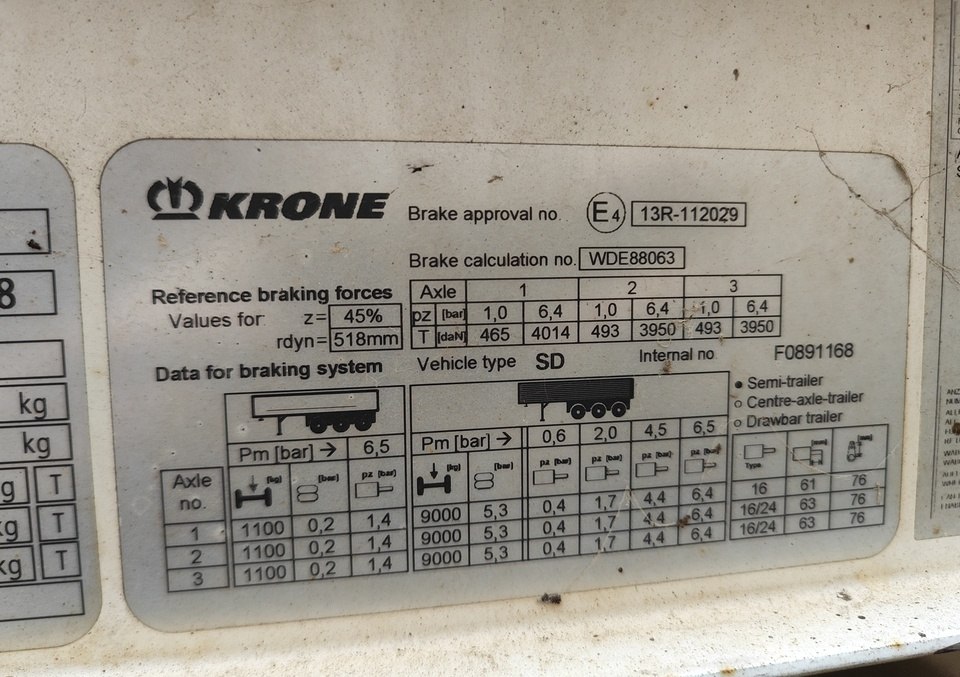 KRONE
Brake approval no. E4 13R-112029
Brake calculation no. WDE88063
Reference braking forces
Values for z= 45%
rdyn= 518mm
Axle 1 2 3
pz [bar] 1,0 6,4 1,0 6,4 1,0 6,4
T [daN] 465 4014 493 3950 493 3950
Data for braking system
Vehicle type SD
Internal no F0891168
Semi-trailer
Centre-axle-trailer
Drawbar trailer
Pm [bar] → 6,5
Pm [bar] → 0,6 2,0 4,5 6,5
Axle no. [kg] [bar] pz [bar] [kg] [bar] pz [bar] pz [bar] pz [bar] pz [bar] Type [mm] [mm]
1 1100 0,2 1,4 9000 5,3 0,4 1,7 4,4 6,4 16 61 76
2 1100 0,2 1,4 9000 5,3 0,4 1,7 4,4 6,4 16/24 63 76
3 1100 0,2 1,4 9000 5,3 0,4 1,7 4,4 6,4 16/24 63 76
8
kg
kg
g T
kg T
kg T